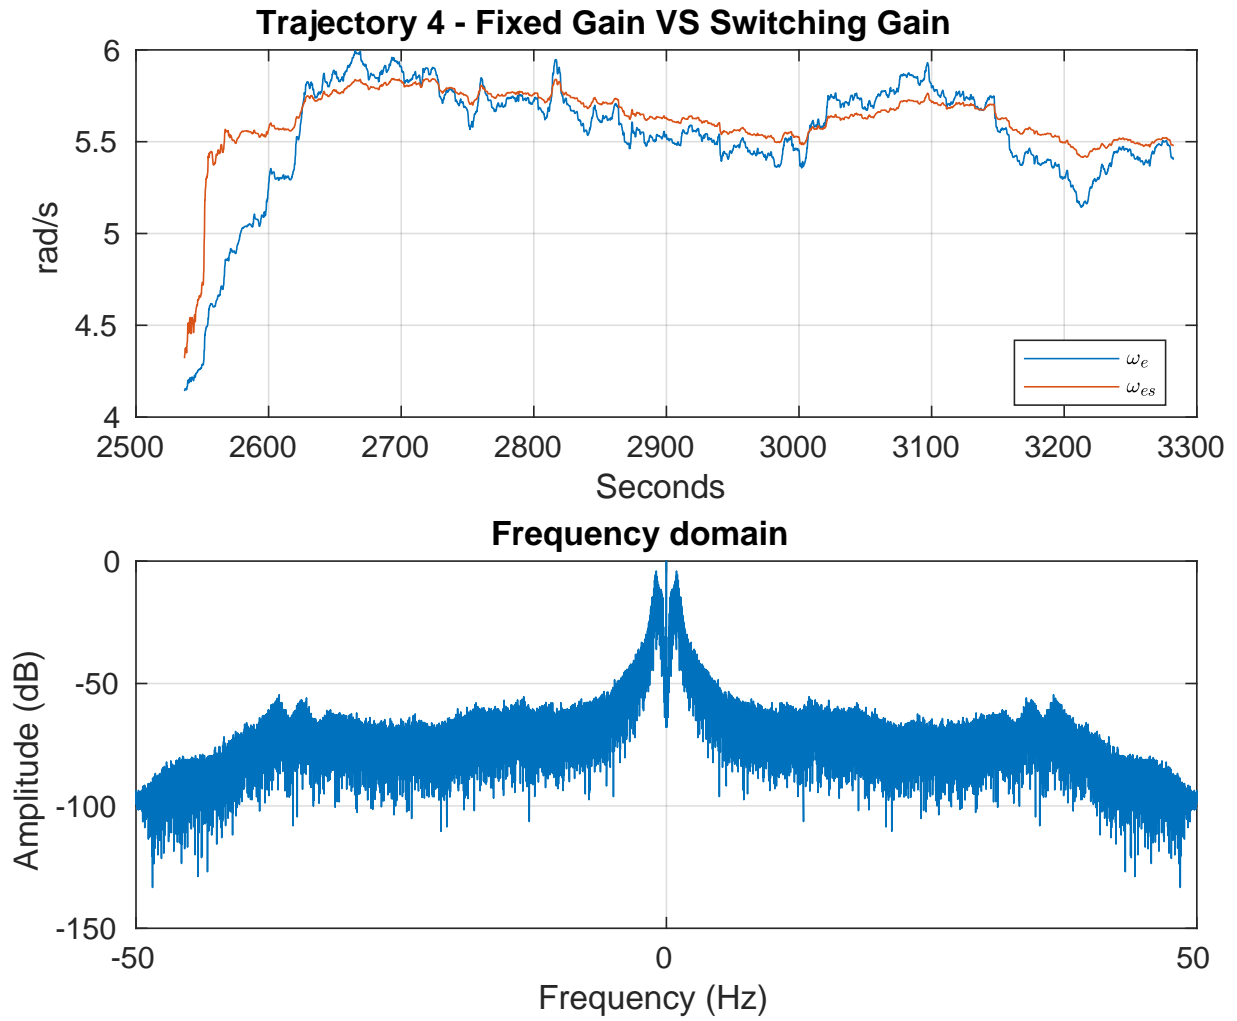 Trajectory 4 - Fixed Gain VS Switching Gain
6
5.5
5
4.5
4
rad/s
ω_e
ω_es
2500 2600 2700 2800 2900 3000 3100 3200 3300
Seconds
Frequency domain
0
-50
-100
-150
Amplitude (dB)
-50 0 50
Frequency (Hz)